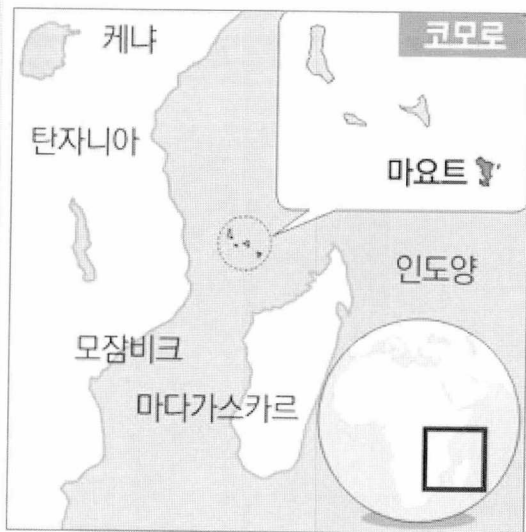 케냐
코모로
탄자니아
마요트
인도양
모잠비크
마다가스카르